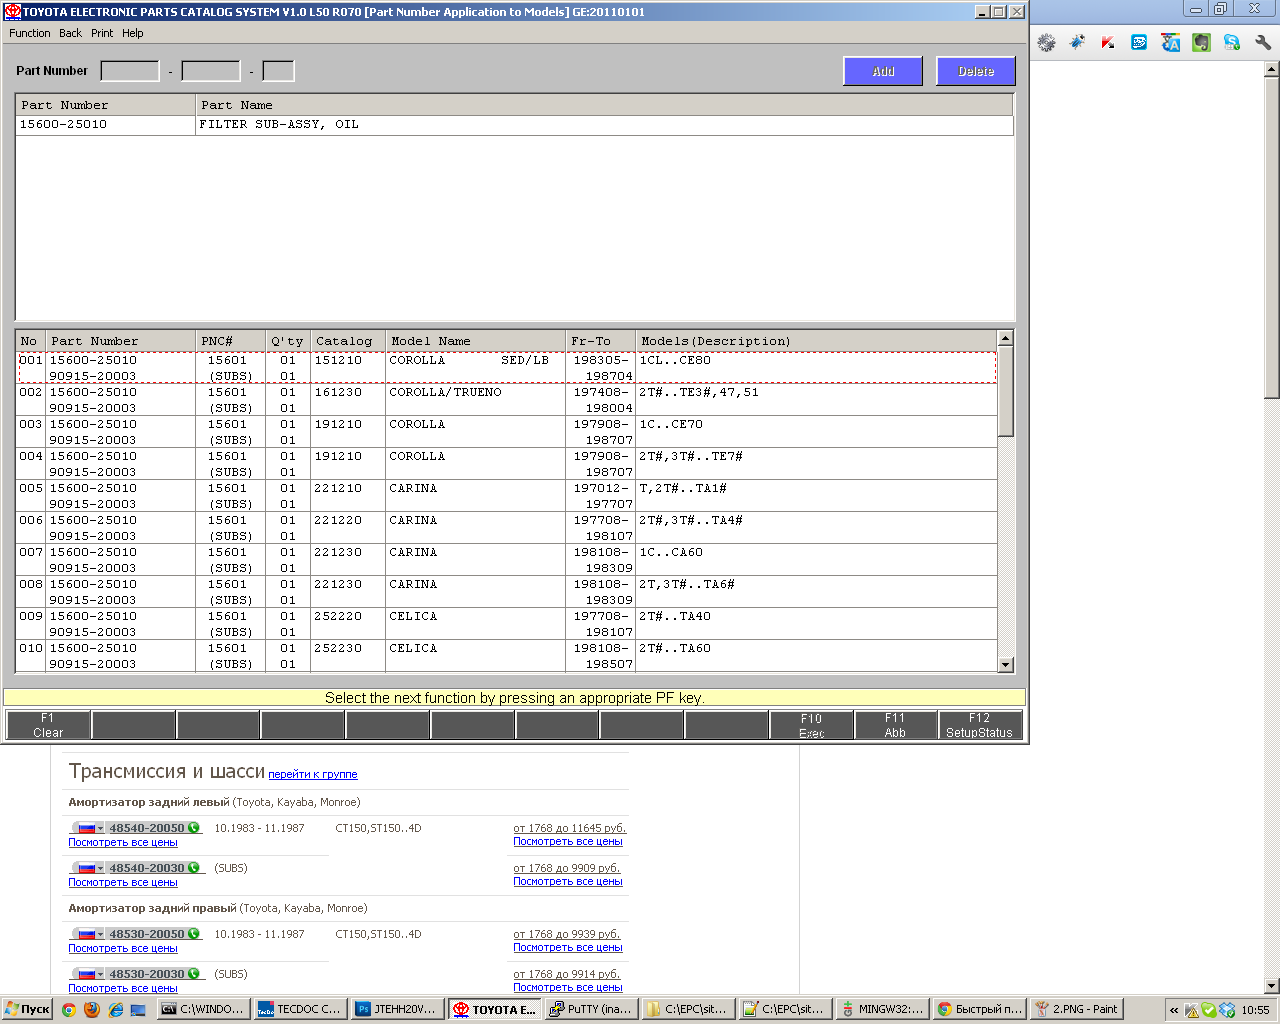 TOYOTA ELECTRONIC PARTS CATALOG SYSTEM V1.0 L50 R070 [Part Number Application to Models] GE:20110101
Function Back Print Help
Part Number - - Add Delete
Part Number Part Name
15600-25010 FILTER SUB-ASSY, OIL
No Part Number PNC# Q'ty Catalog Model Name Fr-To Models(Description)
001 15600-25010 15601 01 151210 COROLLA SED/LB 198305- 1CL..CE80
90915-20003 (SUBS) 01 198704
002 15600-25010 15601 01 161230 COROLLA/TRUENO 197408- 2T#..TE3#,47,51
90915-20003 (SUBS) 01 198004
003 15600-25010 15601 01 191210 COROLLA 197908- 1C..CE70
90915-20003 (SUBS) 01 198707
004 15600-25010 15601 01 191210 COROLLA 197908- 2T#,3T#..TE7#
90915-20003 (SUBS) 01 198707
005 15600-25010 15601 01 221210 CARINA 197012- T,2T#..TA1#
90915-20003 (SUBS) 01 197707
006 15600-25010 15601 01 221220 CARINA 197708- 2T#,3T#..TA4#
90915-20003 (SUBS) 01 198107
007 15600-25010 15601 01 221230 CARINA 198108- 1C..CA60
90915-20003 (SUBS) 01 198309
008 15600-25010 15601 01 221230 CARINA 198108- 2T,3T#..TA6#
90915-20003 (SUBS) 01 198309
009 15600-25010 15601 01 252220 CELICA 197708- 2T#..TA40
90915-20003 (SUBS) 01 198107
010 15600-25010 15601 01 252230 CELICA 198108- 2T#..TA60
90915-20003 (SUBS) 01 198507
Select the next function by pressing an appropriate PF key.
F1 F10 F11 F12
Clear Exec Abb SetupStatus
Трансмиссия и шасси перейти к группе
Амортизатор задний левый (Toyota, Kayaba, Monroe)
48540-20050 10.1983 - 11.1987 CT150,ST150..4D от 1768 до 11645 руб.
Посмотреть все цены Посмотреть все цены
48540-20030 (SUBS) от 1768 до 9909 руб.
Посмотреть все цены Посмотреть все цены
Амортизатор задний правый (Toyota, Kayaba, Monroe)
48530-20050 10.1983 - 11.1987 CT150,ST150..4D от 1768 до 9939 руб.
Посмотреть все цены Посмотреть все цены
48530-20030 (SUBS) от 1768 до 9914 руб.
Посмотреть все цены Посмотреть все цены
Пуск C:\WINDO... TECDOC C... JTEHH20V... TOYOTA E... PuTTY (ina... C:\EPC\sit... C:\EPC\sit... MINGW32:... Быстрый п... 2.PNG - Paint « 10:55